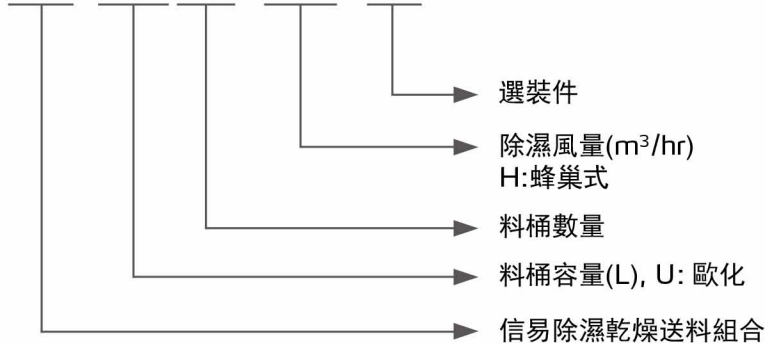 選裝件
除濕風量(m³/hr)
H:蜂巢式
料桶數量
料桶容量(L), U: 歐化
信易除濕乾燥送料組合